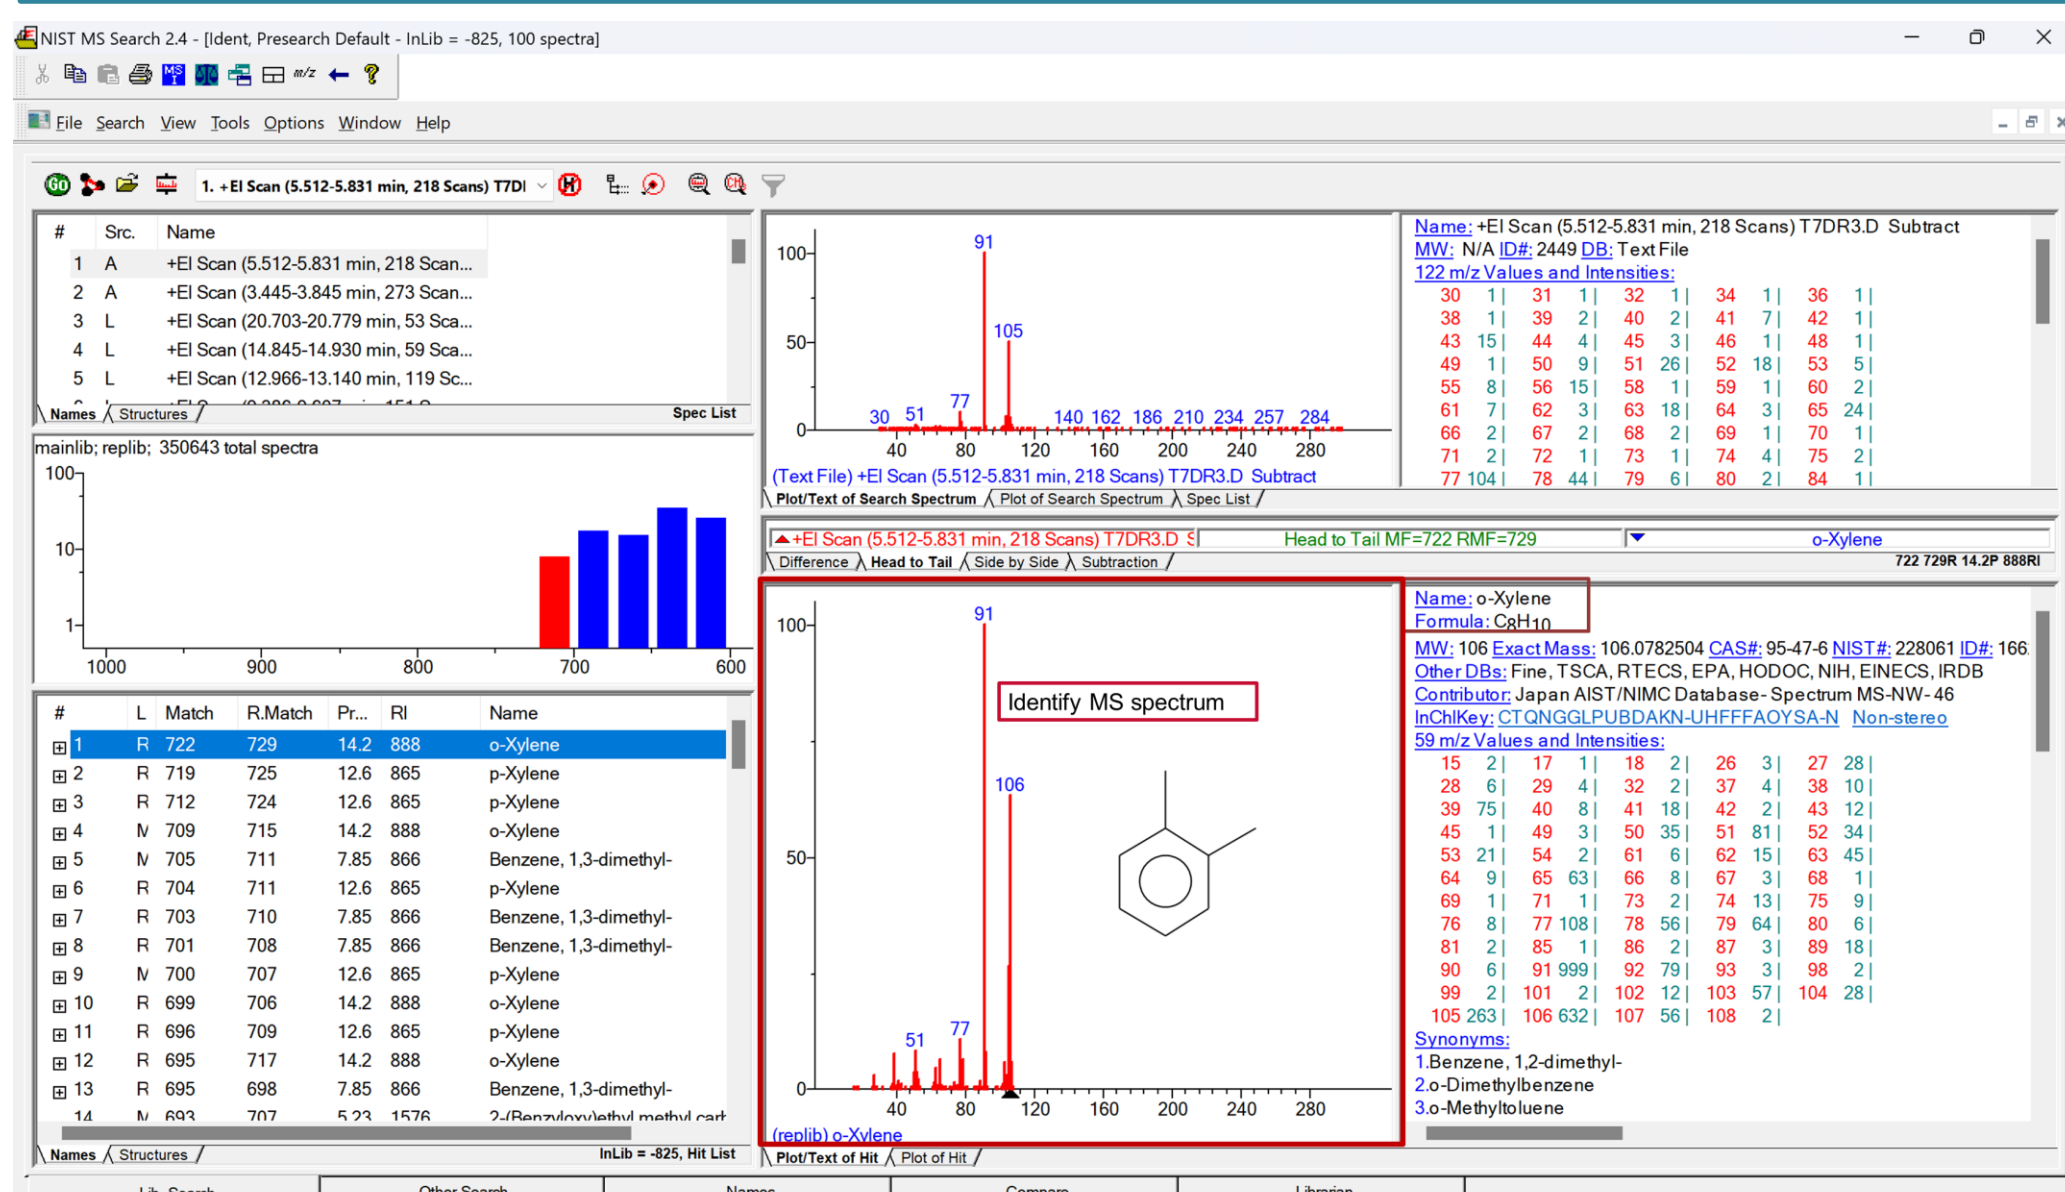 NIST MS Search 2.4 - [Ident, Presearch Default - InLib = -825, 100 spectra]
m/z
File Search View Tools Options Window Help
1. +EI Scan (5.512-5.831 min, 218 Scans) T7DI
# Src. Name
1 A +EI Scan (5.512-5.831 min, 218 Scan...
2 A +EI Scan (3.445-3.845 min, 273 Scan...
3 L +EI Scan (20.703-20.779 min, 53 Sca...
4 L +EI Scan (14.845-14.930 min, 59 Sca...
5 L +EI Scan (12.966-13.140 min, 119 Sc...
Names Structures Spec List
mainlib; replib; 350643 total spectra
100
10
1
1000 900 800 700 600
# L Match R.Match Pr... RI Name
1 R 722 729 14.2 888 o-Xylene
2 R 719 725 12.6 865 p-Xylene
3 R 712 724 12.6 865 p-Xylene
4 M 709 715 14.2 888 o-Xylene
5 M 705 711 7.85 866 Benzene, 1,3-dimethyl-
6 R 704 711 12.6 865 p-Xylene
7 R 703 710 7.85 866 Benzene, 1,3-dimethyl-
8 R 701 708 7.85 866 Benzene, 1,3-dimethyl-
9 M 700 707 12.6 865 p-Xylene
10 R 699 706 14.2 888 o-Xylene
11 R 696 709 12.6 865 p-Xylene
12 R 695 717 14.2 888 o-Xylene
13 R 695 698 7.85 866 Benzene, 1,3-dimethyl-
14 M 693 707 5.23 1576 2-(Benzyloxy)ethyl methyl carb
Names Structures InLib = -825, Hit List
100
91
50
105
77
30 51 140 162 186 210 234 257 284
0
40 80 120 160 200 240 280
(Text File) +EI Scan (5.512-5.831 min, 218 Scans) T7DR3.D Subtract
Plot/Text of Search Spectrum Plot of Search Spectrum Spec List
Name: +EI Scan (5.512-5.831 min, 218 Scans) T7DR3.D Subtract
MW: N/A ID#: 2449 DB: Text File
122 m/z Values and Intensities:
30 1| 31 1| 32 1| 34 1| 36 1|
38 1| 39 2| 40 2| 41 7| 42 1|
43 15| 44 4| 45 3| 46 1| 48 1|
49 1| 50 9| 51 26| 52 18| 53 5|
55 8| 56 15| 58 1| 59 1| 60 2|
61 7| 62 3| 63 18| 64 3| 65 24|
66 2| 67 2| 68 2| 69 1| 70 1|
71 2| 72 1| 73 1| 74 4| 75 2|
77 104| 78 44| 79 6| 80 2| 84 1|
+EI Scan (5.512-5.831 min, 218 Scans) T7DR3.D S Head to Tail MF=722 RMF=729 o-Xylene
Difference Head to Tail Side by Side Subtraction 722 729R 14.2P 888RI
100
91
Identify MS spectrum
106
50
51 77
0
40 80 120 160 200 240 280
(replib) o-Xylene
Plot/Text of Hit Plot of Hit
Name: o-Xylene
Formula: C8H10
MW: 106 Exact Mass: 106.0782504 CAS#: 95-47-6 NIST#: 228061 ID#: 166
Other DBs: Fine, TSCA, RTECS, EPA, HODOC, NIH, EINECS, IRDB
Contributor: Japan AIST/NIMC Database- Spectrum MS-NW- 46
InChIKey: CTQNGGLPUBDAKN-UHFFFAOYSA-N Non-stereo
59 m/z Values and Intensities:
15 2| 17 1| 18 2| 26 3| 27 28|
28 6| 29 4| 32 2| 37 4| 38 10|
39 75| 40 8| 41 18| 42 2| 43 12|
45 1| 49 3| 50 35| 51 81| 52 34|
53 21| 54 2| 61 6| 62 15| 63 45|
64 9| 65 63| 66 8| 67 3| 68 1|
69 1| 71 1| 73 2| 74 13| 75 9|
76 8| 77 108| 78 56| 79 64| 80 6|
81 2| 85 1| 86 2| 87 3| 89 18|
90 6| 91 999| 92 79| 93 3| 98 2|
99 2| 101 2| 102 12| 103 57| 104 28|
105 263| 106 632| 107 56| 108 2|
Synonyms:
1.Benzene, 1,2-dimethyl-
2.o-Dimethylbenzene
3.o-Methyltoluene
Lib. Search Other Search Names Compare Librarian